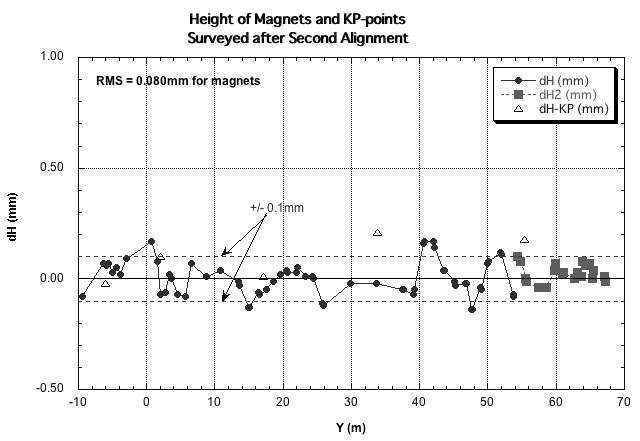 Height of Magnets and KP-points
Surveyed after Second Alignment
1.00
RMS = 0.080mm for magnets
dH (mm)
dH2 (mm)
dH-KP (mm)
0.50
+/- 0.1mm
dH (mm)
0.00
-0.50
-10
0
10
20
30
40
50
60
70
Y (m)